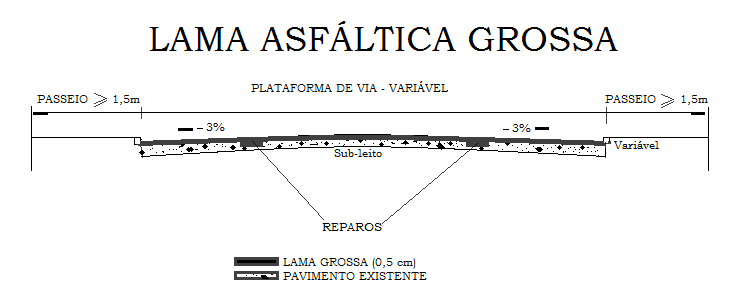 LAMA ASFÁLTICA GROSSA
PLATAFORMA DE VIA - VARIÁVEL
PASSEIO ⩾ 1,5m
PASSEIO ⩾ 1,5m
– 3%
– 3%
Variável
Sub-leito
REPAROS
LAMA GROSSA (0,5 cm)
PAVIMENTO EXISTENTE